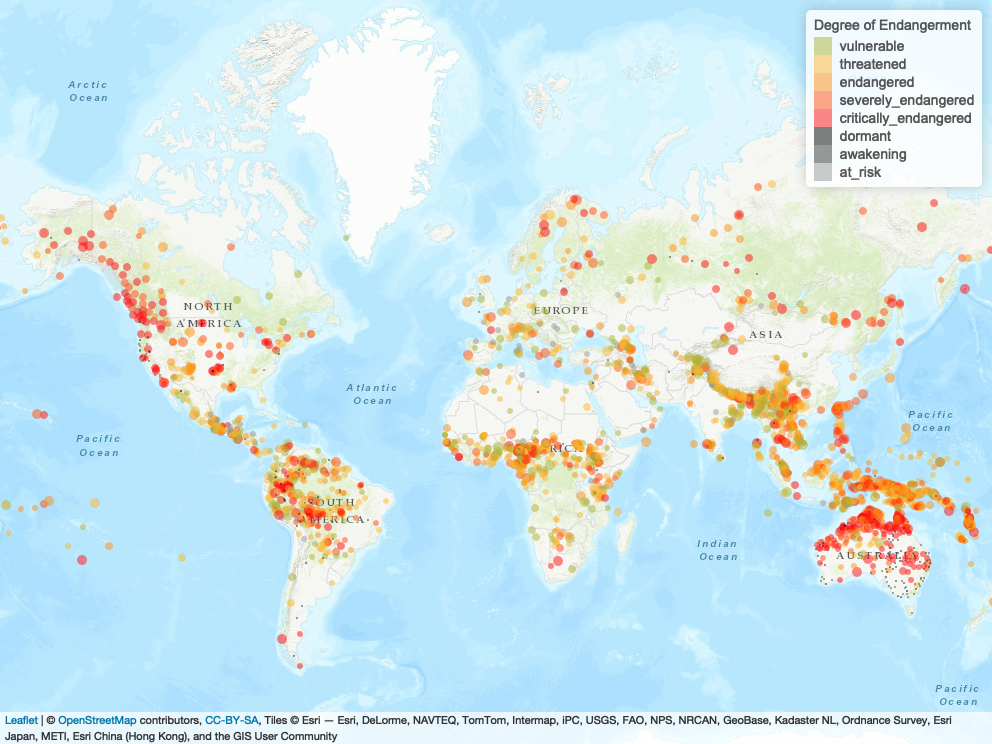 Degree of Endangerment
vulnerable
threatened
endangered
severely_endangered
critically_endangered
dormant
awakening
at_risk
Arctic
Ocean
NORTH
AMERICA
EUROPE
ASIA
Atlantic
Ocean
Pacific
Ocean
Pacific
Ocean
RICA
SOUTH
AMERICA
Indian
Ocean
AUSTRALIA
Pacific
Ocean
Leaflet | © OpenStreetMap contributors, CC-BY-SA, Tiles © Esri — Esri, DeLorme, NAVTEQ, TomTom, Intermap, iPC, USGS, FAO, NPS, NRCAN, GeoBase, Kadaster NL, Ordnance Survey, Esri
Japan, METI, Esri China (Hong Kong), and the GIS User Community